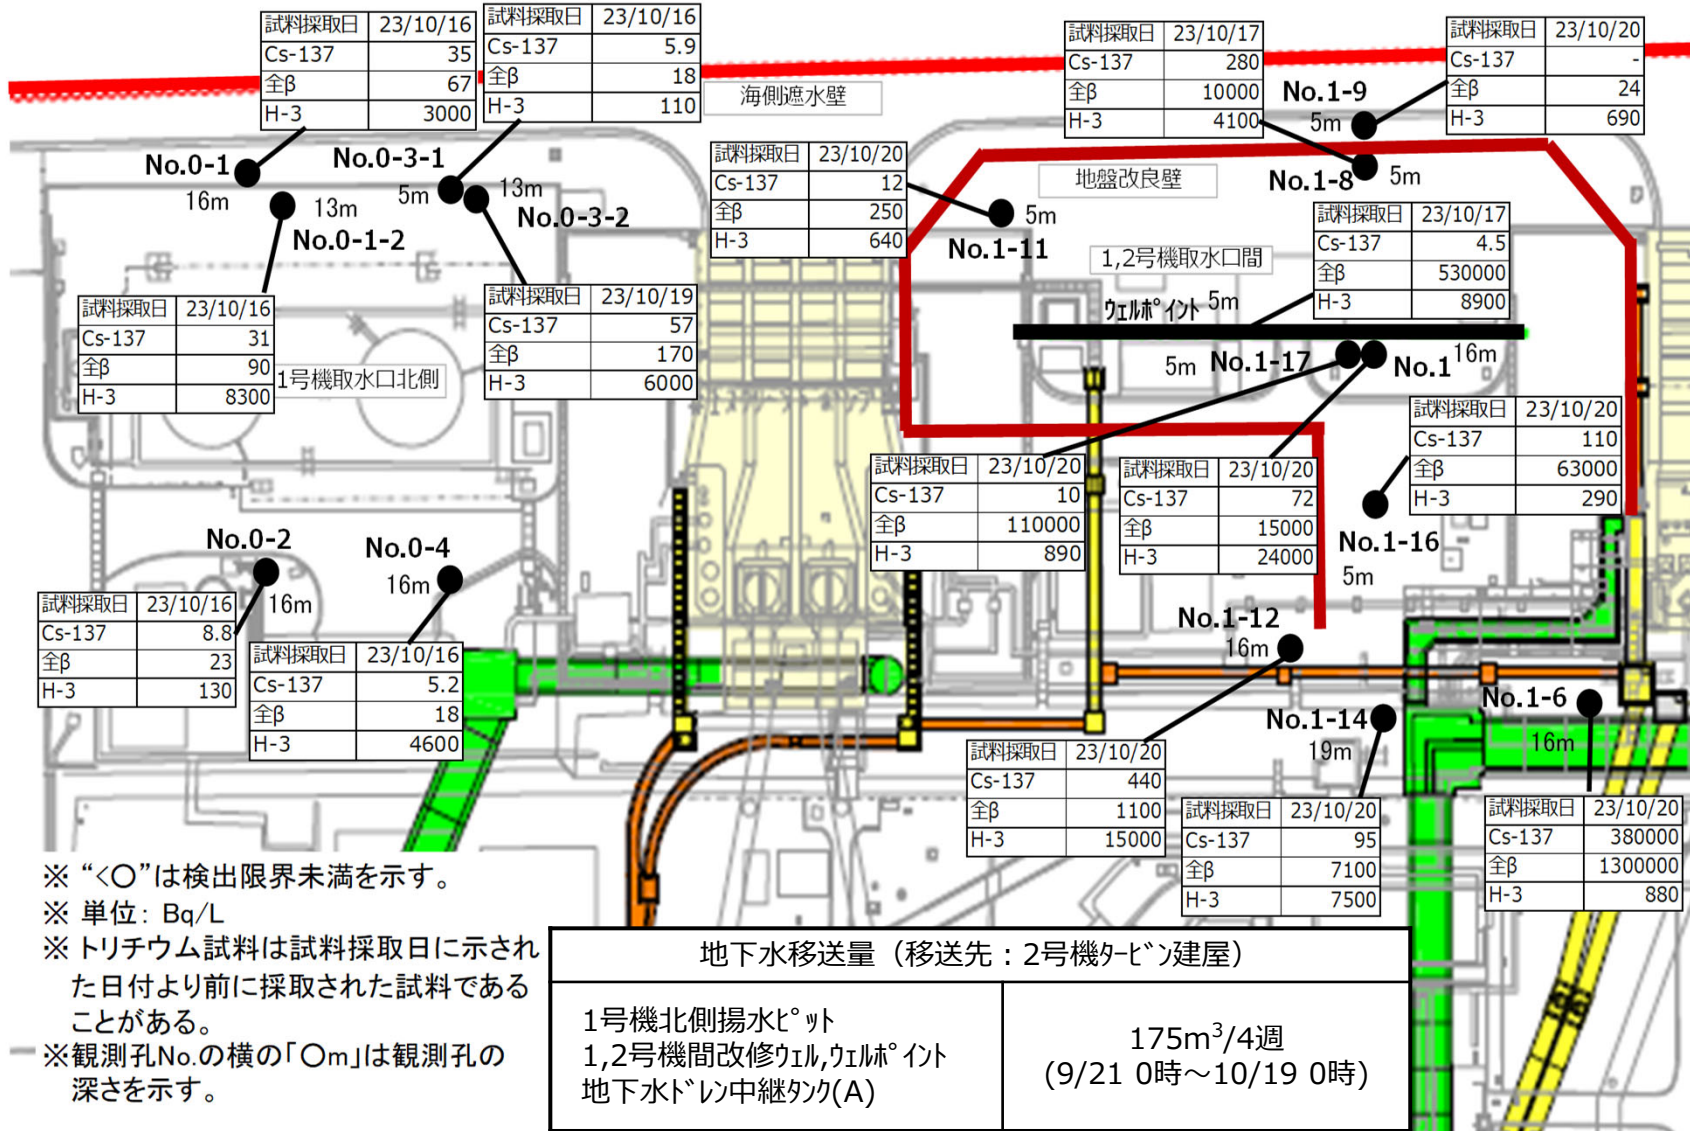 試料採取日 23/10/16
Cs-137 35
全β 67
H-3 3000
試料採取日 23/10/16
Cs-137 5.9
全β 18
H-3 110
海側遮水壁
試料採取日 23/10/17
Cs-137 280
全β 10000
H-3 4100
試料採取日 23/10/20
Cs-137 -
全β 24
H-3 690
No.1-9
5m
No.0-1
16m
No.0-3-1
5m
13m
No.0-3-2
13m
No.0-1-2
試料採取日 23/10/20
Cs-137 12
全β 250
H-3 640
5m
No.1-11
地盤改良壁
No.1-8
5m
1,2号機取水口間
試料採取日 23/10/17
Cs-137 4.5
全β 530000
H-3 8900
ウェルポイント 5m
試料採取日 23/10/16
Cs-137 31
全β 90
H-3 8300
1号機取水口北側
試料採取日 23/10/19
Cs-137 57
全β 170
H-3 6000
5m No.1-17
No.1
16m
試料採取日 23/10/20
Cs-137 110
全β 63000
H-3 290
試料採取日 23/10/20
Cs-137 10
全β 110000
H-3 890
試料採取日 23/10/20
Cs-137 72
全β 15000
H-3 24000
No.1-16
5m
No.0-2
16m
No.0-4
16m
試料採取日 23/10/16
Cs-137 8.8
全β 23
H-3 130
試料採取日 23/10/16
Cs-137 5.2
全β 18
H-3 4600
No.1-12
16m
No.1-14
19m
No.1-6
16m
試料採取日 23/10/20
Cs-137 440
全β 1100
H-3 15000
試料採取日 23/10/20
Cs-137 95
全β 7100
H-3 7500
試料採取日 23/10/20
Cs-137 380000
全β 1300000
H-3 880
※ “<〇”は検出限界未満を示す。
※ 単位: Bq/L
※ トリチウム試料は試料採取日に示され
た日付より前に採取された試料である
ことがある。
※観測孔No.の横の「〇m」は観測孔の
深さを示す。
地下水移送量（移送先：2号機タービン建屋）
1号機北側揚水ピット
1,2号機間改修ウェル,ウェルポイント
地下水ドレン中継タンク(A)
175m³/4週
(9/21 0時～10/19 0時)